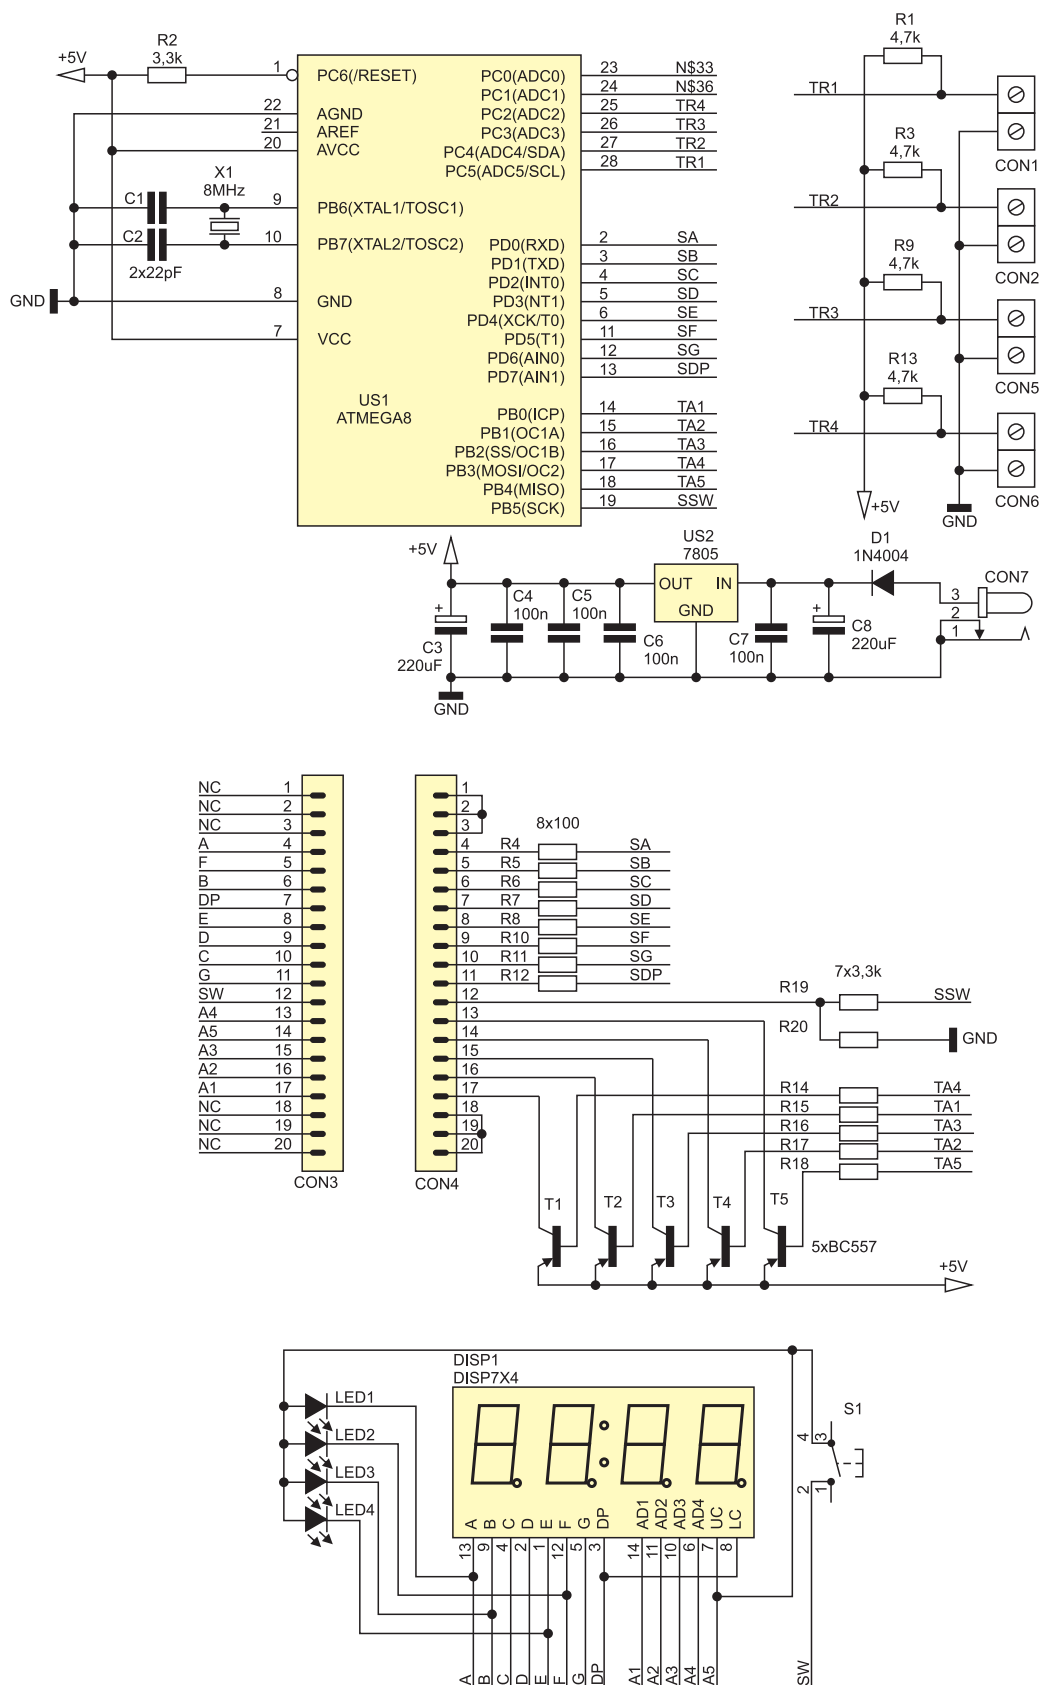 R2
3,3k
+5V
1
PC6(/RESET)
22
AGND
21
AREF
20
AVCC
X1
8MHz
C1
9
PB6(XTAL1/TOSC1)
C2
10
PB7(XTAL2/TOSC2)
2x22pF
GND
8
GND
7
VCC
US1
ATMEGA8
PC0(ADC0) 23 N$33
PC1(ADC1) 24 N$36
PC2(ADC2) 25 TR4
PC3(ADC3) 26 TR3
PC4(ADC4/SDA) 27 TR2
PC5(ADC5/SCL) 28 TR1
PD0(RXD) 2 SA
PD1(TXD) 3 SB
PD2(INT0) 4 SC
PD3(NT1) 5 SD
PD4(XCK/T0) 6 SE
PD5(T1) 11 SF
PD6(AIN0) 12 SG
PD7(AIN1) 13 SDP
PB0(ICP) 14 TA1
PB1(OC1A) 15 TA2
PB2(SS/OC1B) 16 TA3
PB3(MOSI/OC2) 17 TA4
PB4(MISO) 18 TA5
PB5(SCK) 19 SSW
R1
4,7k
TR1
CON1
R3
4,7k
TR2
CON2
R9
4,7k
TR3
CON5
R13
4,7k
TR4
CON6
+5V
GND
+5V
US2
7805
OUT IN
GND
D1
1N4004
CON7
3
2
1
+
C3
220uF
C4
100n
C5
100n
C6
100n
C7
100n
+
C8
220uF
GND
NC 1
NC 2
NC 3
A 4
F 5
B 6
DP 7
E 8
D 9
C 10
G 11
SW 12
A4 13
A5 14
A3 15
A2 16
A1 17
NC 18
NC 19
NC 20
CON3
8x100
1
2
3
4 R4 SA
5 R5 SB
6 R6 SC
7 R7 SD
8 R8 SE
9 R10 SF
10 R11 SG
11 R12 SDP
12
13
14
15
16
17
18
19
20
CON4
7x3,3k
R19 SSW
R20 GND
R14 TA4
R15 TA1
R16 TA3
R17 TA2
R18 TA5
T1 T2 T3 T4 T5
5xBC557
+5V
DISP1
DISP7X4
LED1
LED2
LED3
LED4
S1
4 3
2 1
A B C D E F G DP AD1 AD2 AD3 AD4 UC LC
13 9 4 2 1 12 5 3 14 11 10 6 7 8
A B C D E F G DP A1 A2 A3 A4 A5 SW